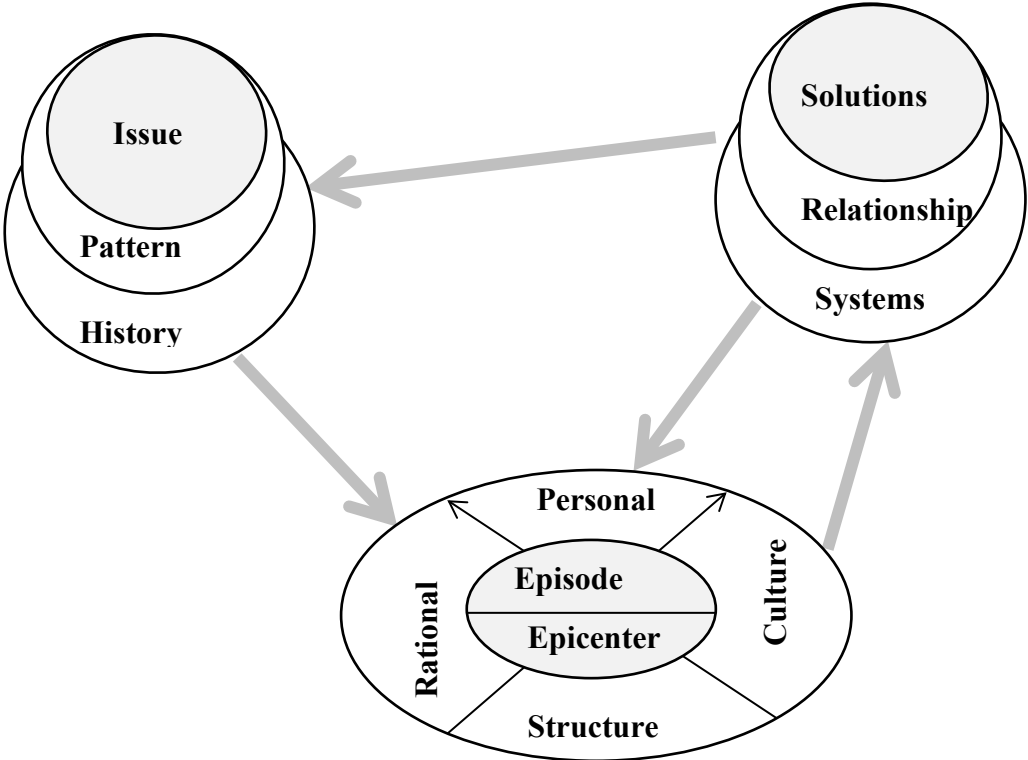 Issue
Pattern
History
Solutions
Relationship
Systems
Personal
Rational
Episode
Epicenter
Culture
Structure